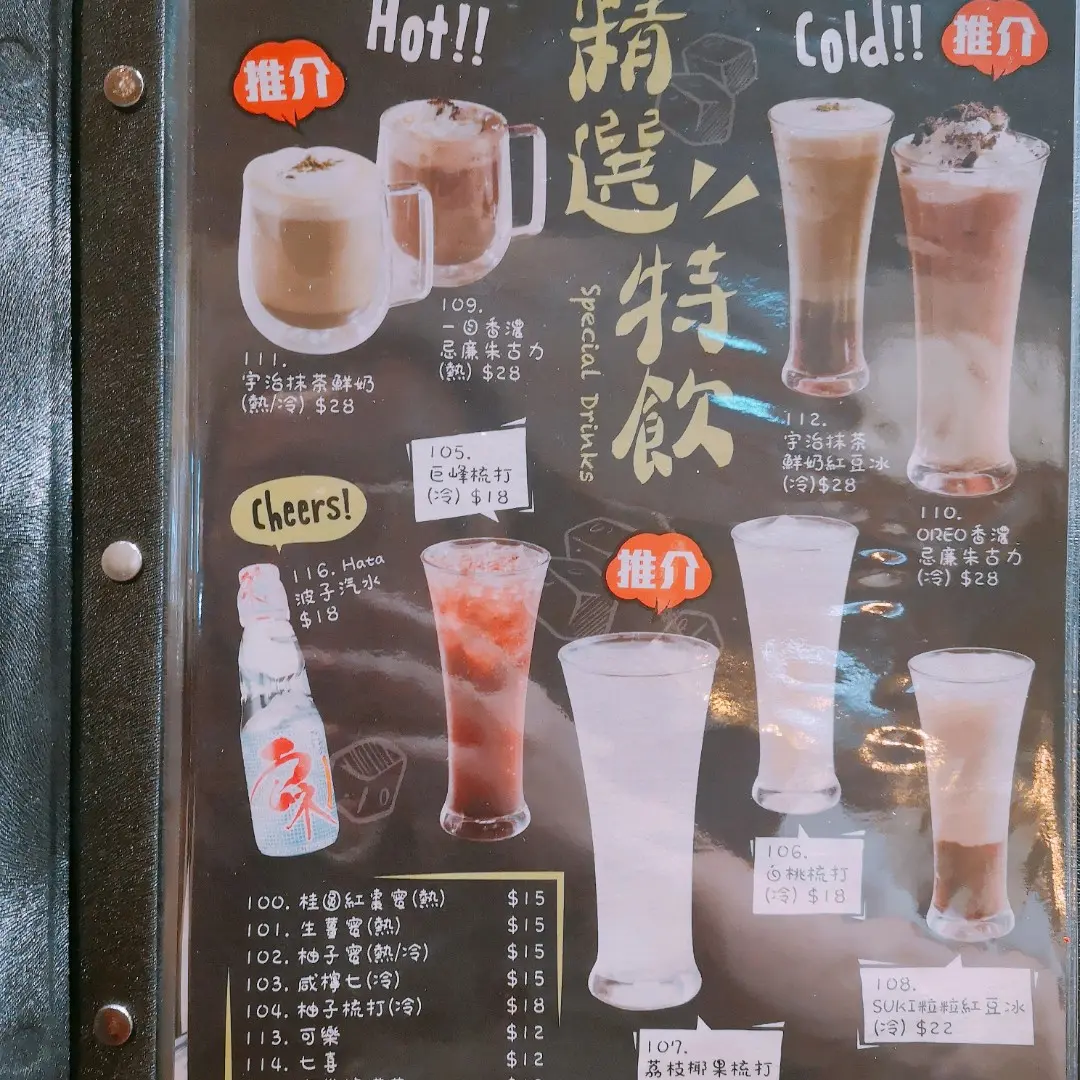 Hot!!
推介
精選特飲
Special Drinks
Cold!!
推介
109.
一回香濃
忌廉朱古力
(熱) $28
111.
宇治抹茶鮮奶
(熱/冷) $28
112.
宇治抹茶
鮮奶紅豆冰
(冷)$28
110.
OREO香濃
忌廉朱古力
(冷) $28
105.
巨峰梳打
(冷) $18
Cheers!
116. Hata
波子汽水
$18
推介
106.
白桃梳打
(冷) $18
108.
SUKI粒粒紅豆冰
(冷) $22
107.
荔枝椰果梳打
100. 桂圓紅棗蜜(熱) $15
101. 生薑蜜(熱) $15
102. 柚子蜜(熱/冷) $15
103. 咸檸七(冷) $15
104. 柚子梳打(冷) $18
113. 可樂 $12
114. 七喜 $12